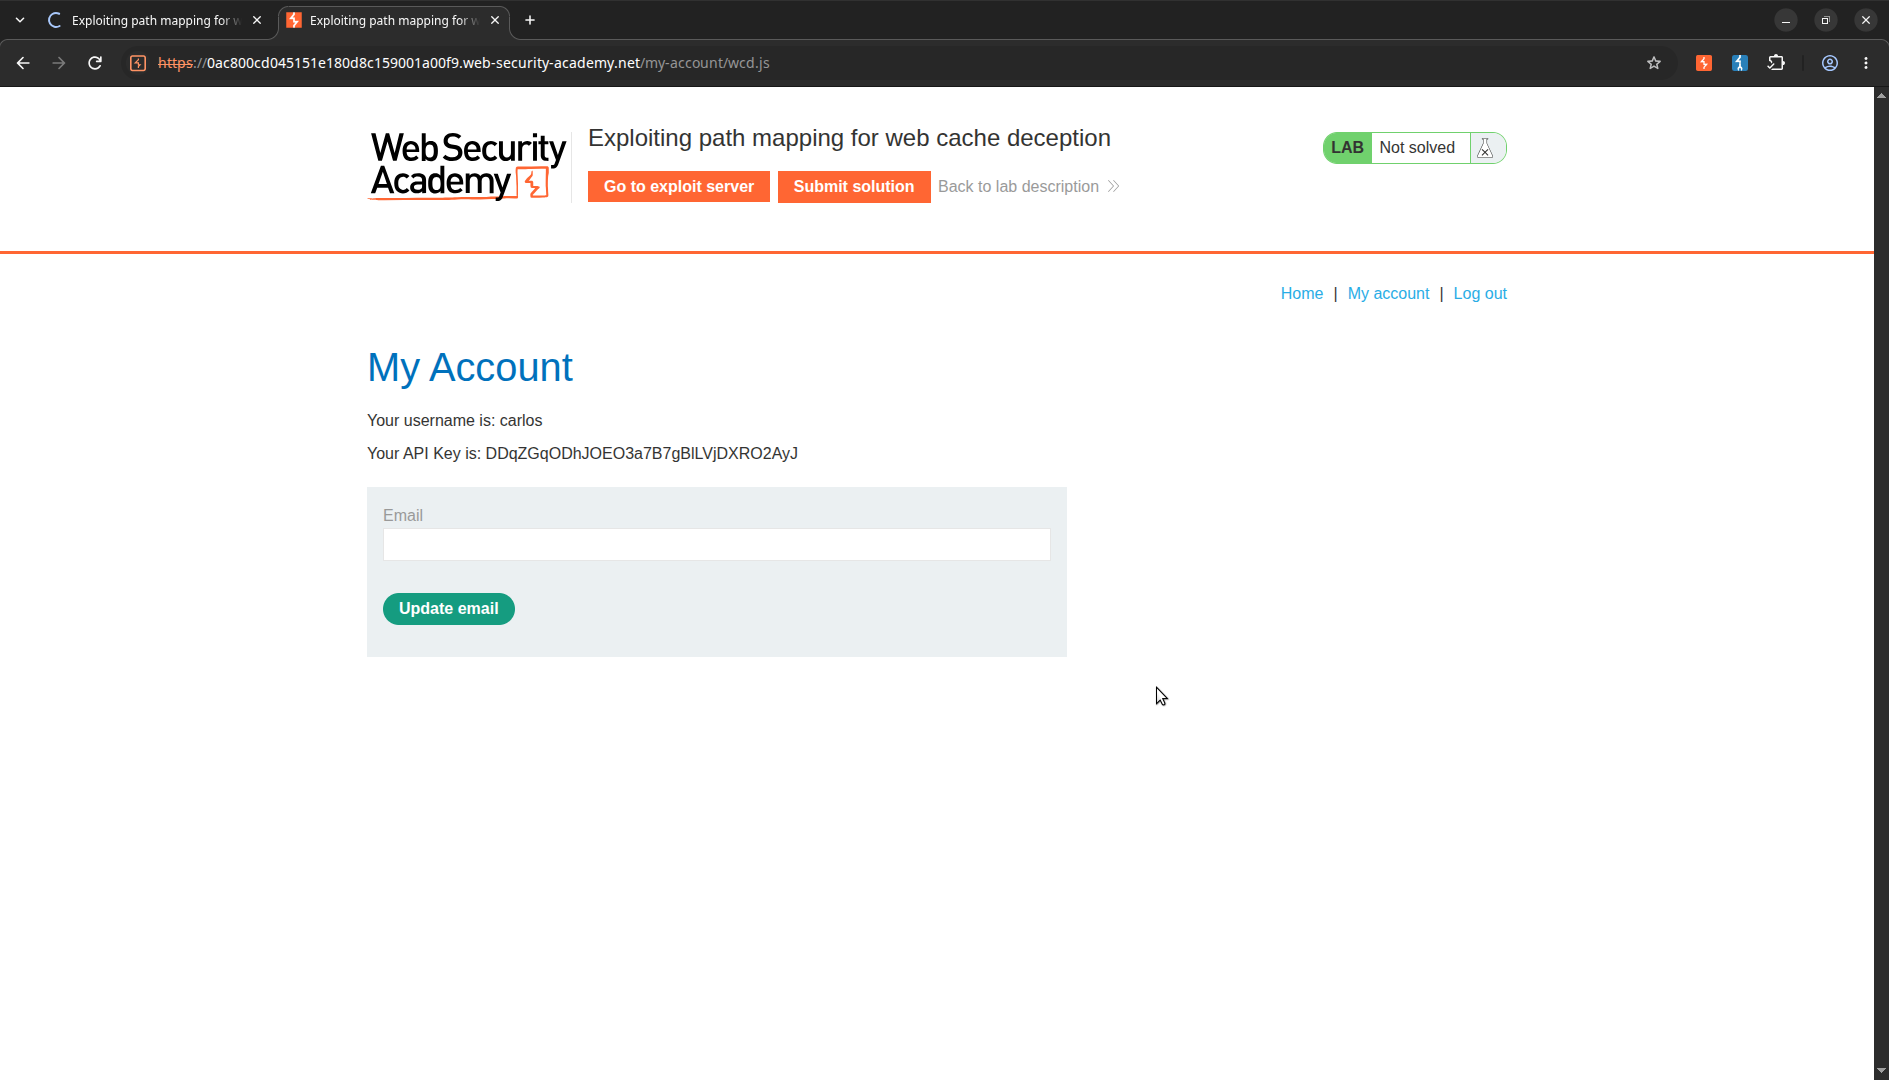 Exploiting path mapping for w
Exploiting path mapping for w
https://0ac800cd045151e180d8c159001a00f9.web-security-academy.net/my-account/wcd.js
WebSecurity
Academy
Exploiting path mapping for web cache deception
Go to exploit server
Submit solution
Back to lab description
LAB
Not solved
Home | My account | Log out
My Account
Your username is: carlos
Your API Key is: DDqZGqODhJOEO3a7B7gBlLVjDXRO2AyJ
Email
Update email